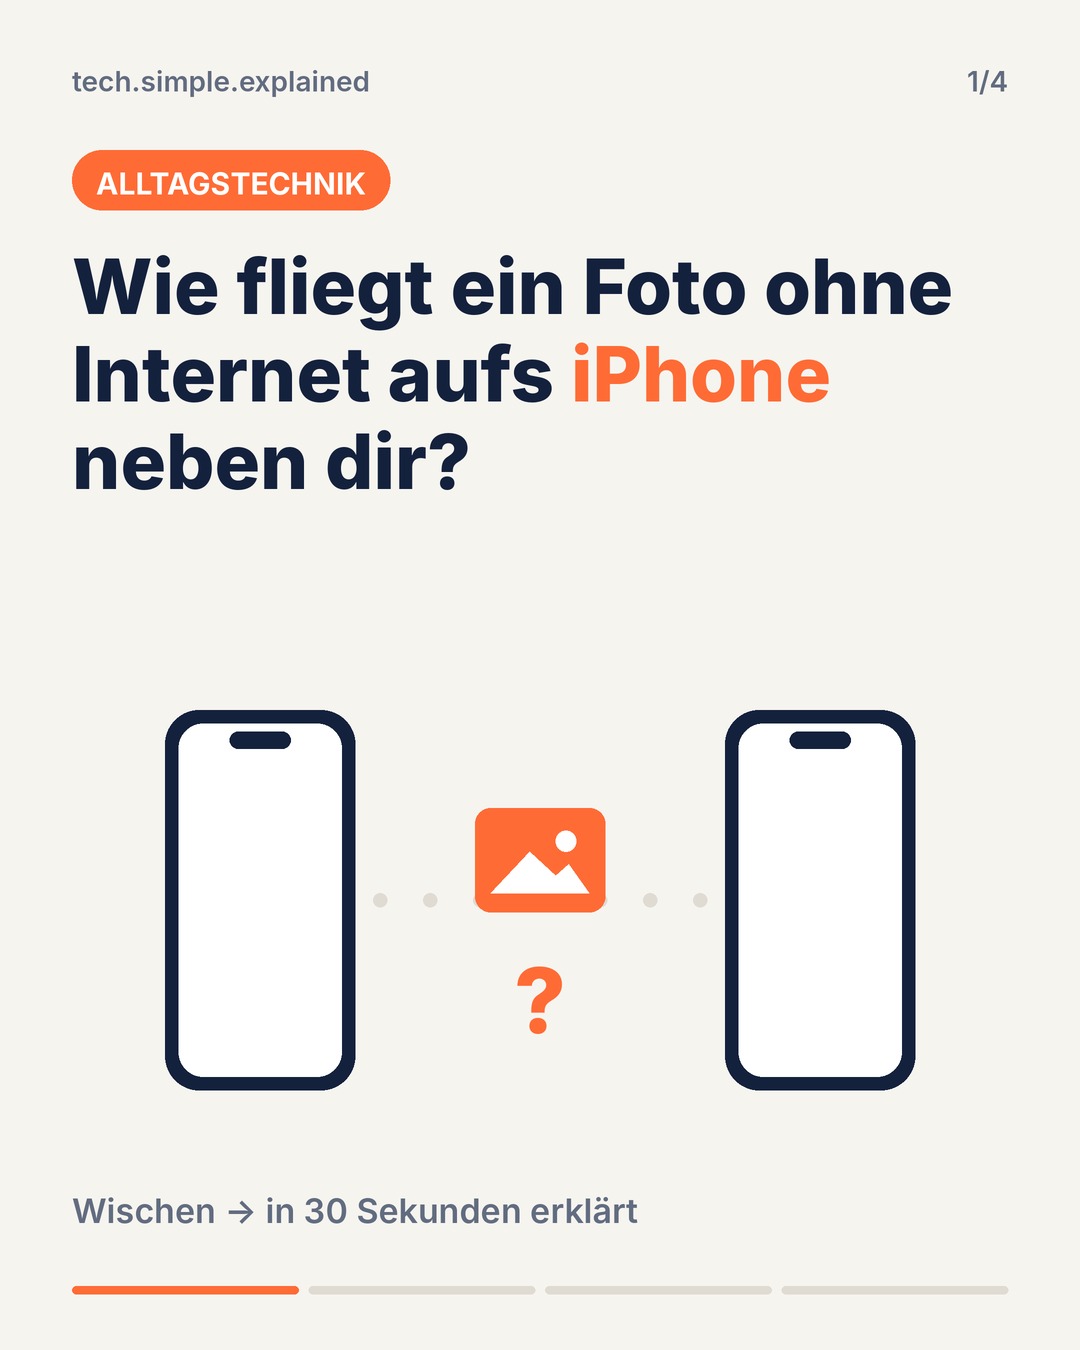 tech.simple.explained
1/4
ALLTAGSTECHNIK
Wie fliegt ein Foto ohne
Internet aufs iPhone
neben dir?
?
Wischen → in 30 Sekunden erklärt